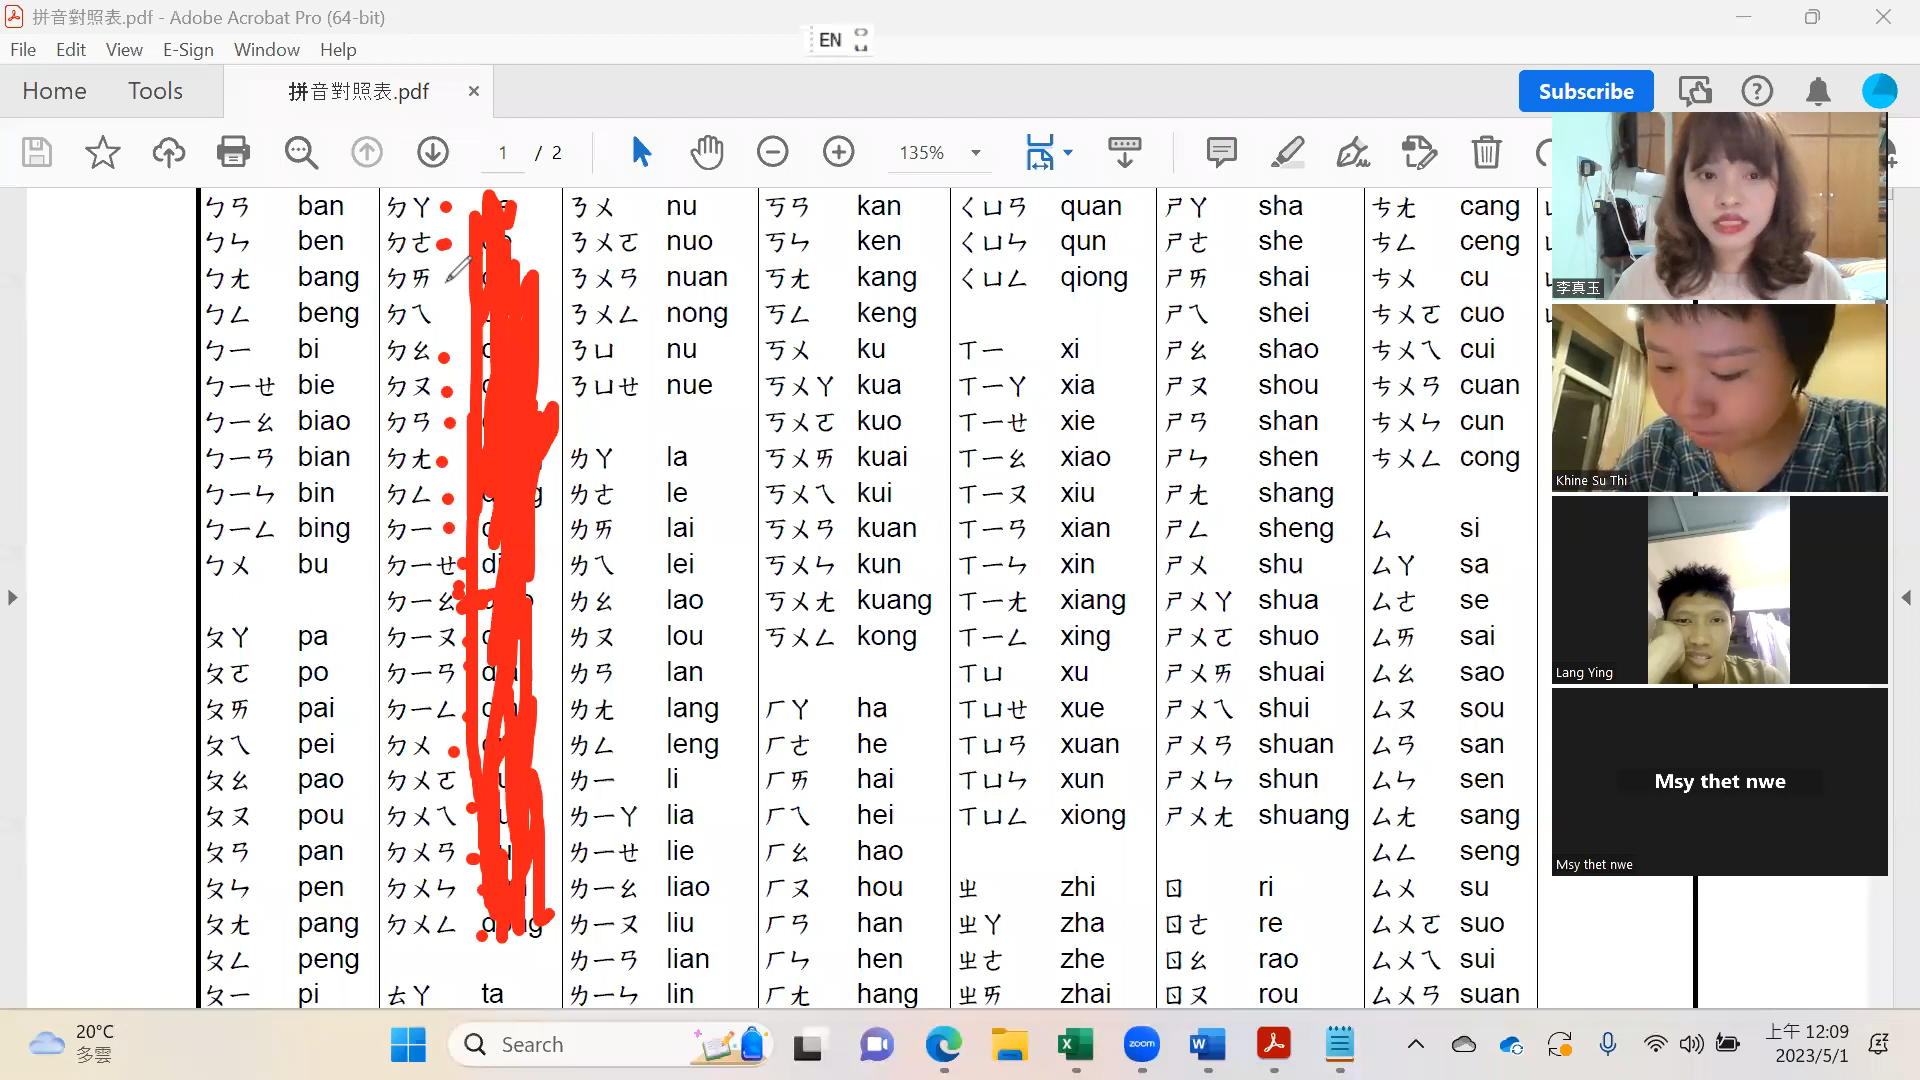 拼音對照表.pdf - Adobe Acrobat Pro (64-bit)
File Edit View E-Sign Window Help
EN
Home Tools 拼音對照表.pdf × Subscribe
1 / 2 135%
ㄅㄢ ban ㄉㄚ ㄋㄨ nu ㄎㄢ kan ㄑㄩㄢ quan ㄕㄚ sha ㄘㄤ cang
ㄅㄣ ben ㄉㄜ ㄋㄨㄛ nuo ㄎㄣ ken ㄑㄩㄣ qun ㄕㄜ she ㄘㄥ ceng
ㄅㄤ bang ㄉㄞ ㄋㄨㄢ nuan ㄎㄤ kang ㄑㄩㄥ qiong ㄕㄞ shai ㄘㄨ cu
ㄅㄥ beng ㄉㄟ ㄋㄨㄥ nong ㄎㄥ keng ㄕㄟ shei ㄘㄨㄛ cuo
ㄅㄧ bi ㄉㄠ ㄋㄩ nu ㄎㄨ ku ㄒㄧ xi ㄕㄠ shao ㄘㄨㄟ cui
ㄅㄧㄝ bie ㄉㄡ ㄋㄩㄝ nue ㄎㄨㄚ kua ㄒㄧㄚ xia ㄕㄡ shou ㄘㄨㄢ cuan
ㄅㄧㄠ biao ㄉㄢ ㄎㄨㄛ kuo ㄒㄧㄝ xie ㄕㄢ shan ㄘㄨㄣ cun
ㄅㄧㄢ bian ㄉㄤ ㄌㄚ la ㄎㄨㄞ kuai ㄒㄧㄠ xiao ㄕㄣ shen ㄘㄨㄥ cong
ㄅㄧㄣ bin ㄉㄥ ㄌㄜ le ㄎㄨㄟ kui ㄒㄧㄡ xiu ㄕㄤ shang
ㄅㄧㄥ bing ㄉㄧ ㄌㄞ lai ㄎㄨㄢ kuan ㄒㄧㄢ xian ㄕㄥ sheng ㄙ si
ㄅㄨ bu ㄉㄧㄝ ㄌㄟ lei ㄎㄨㄣ kun ㄒㄧㄣ xin ㄕㄨ shu ㄙㄚ sa
ㄉㄧㄠ ㄌㄠ lao ㄎㄨㄤ kuang ㄒㄧㄤ xiang ㄕㄨㄚ shua ㄙㄜ se
ㄆㄚ pa ㄉㄧㄡ ㄌㄡ lou ㄎㄨㄥ kong ㄒㄧㄥ xing ㄕㄨㄛ shuo ㄙㄞ sai
ㄆㄛ po ㄉㄧㄢ ㄌㄢ lan ㄒㄩ xu ㄕㄨㄞ shuai ㄙㄠ sao
ㄆㄞ pai ㄉㄧㄥ ㄌㄤ lang ㄏㄚ ha ㄒㄩㄝ xue ㄕㄨㄟ shui ㄙㄡ sou
ㄆㄟ pei ㄉㄨ ㄌㄥ leng ㄏㄜ he ㄒㄩㄢ xuan ㄕㄨㄢ shuan ㄙㄢ san
ㄆㄠ pao ㄉㄨㄛ ㄌㄧ li ㄏㄞ hai ㄒㄩㄣ xun ㄕㄨㄣ shun ㄙㄣ sen
ㄆㄡ pou ㄉㄨㄟ ㄌㄧㄚ lia ㄏㄟ hei ㄒㄩㄥ xiong ㄕㄨㄤ shuang ㄙㄤ sang
ㄆㄢ pan ㄉㄨㄢ ㄌㄧㄝ lie ㄏㄠ hao ㄙㄥ seng
ㄆㄣ pen ㄉㄨㄣ ㄌㄧㄠ liao ㄏㄡ hou ㄓ zhi ㄖ ri ㄙㄨ su
ㄆㄤ pang ㄉㄨㄥ ㄌㄧㄡ liu ㄏㄢ han ㄓㄚ zha ㄖㄜ re ㄙㄨㄛ suo
ㄆㄥ peng ㄌㄧㄢ lian ㄏㄣ hen ㄓㄜ zhe ㄖㄠ rao ㄙㄨㄟ sui
ㄆㄧ pi ㄊㄚ ta ㄌㄧㄣ lin ㄏㄤ hang ㄓㄞ zhai ㄖㄡ rou ㄙㄨㄢ suan
李真玉
Khine Su Thi
Lang Ying
Msy thet nwe
Msy thet nwe
20°C
多雲
Search
zoom
上午 12:09
2023/5/1